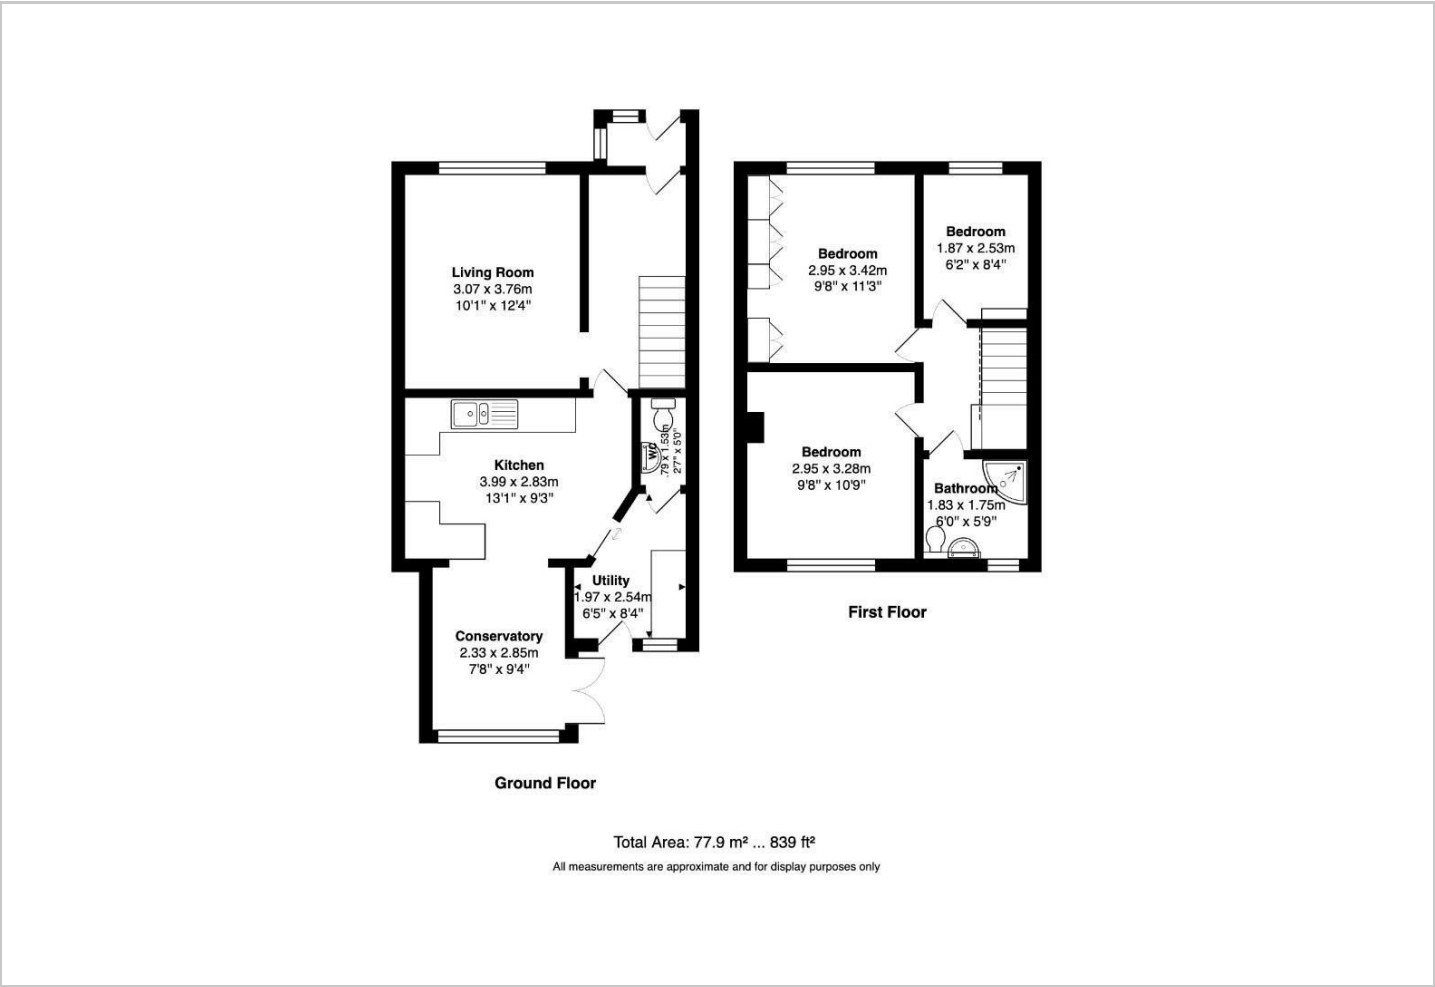 Living Room
3.07 x 3.76m
10'1" x 12'4"
Kitchen
3.99 x 2.83m
13'1" x 9'3"
WC
.79 x 1.53m
2'7" x 5'0"
Utility
1.97 x 2.54m
6'5" x 8'4"
Conservatory
2.33 x 2.85m
7'8" x 9'4"
Ground Floor
Bedroom
2.95 x 3.42m
9'8" x 11'3"
Bedroom
1.87 x 2.53m
6'2" x 8'4"
Bedroom
2.95 x 3.28m
9'8" x 10'9"
Bathroom
1.83 x 1.75m
6'0" x 5'9"
First Floor
Total Area: 77.9 m² ... 839 ft²
All measurements are approximate and for display purposes only